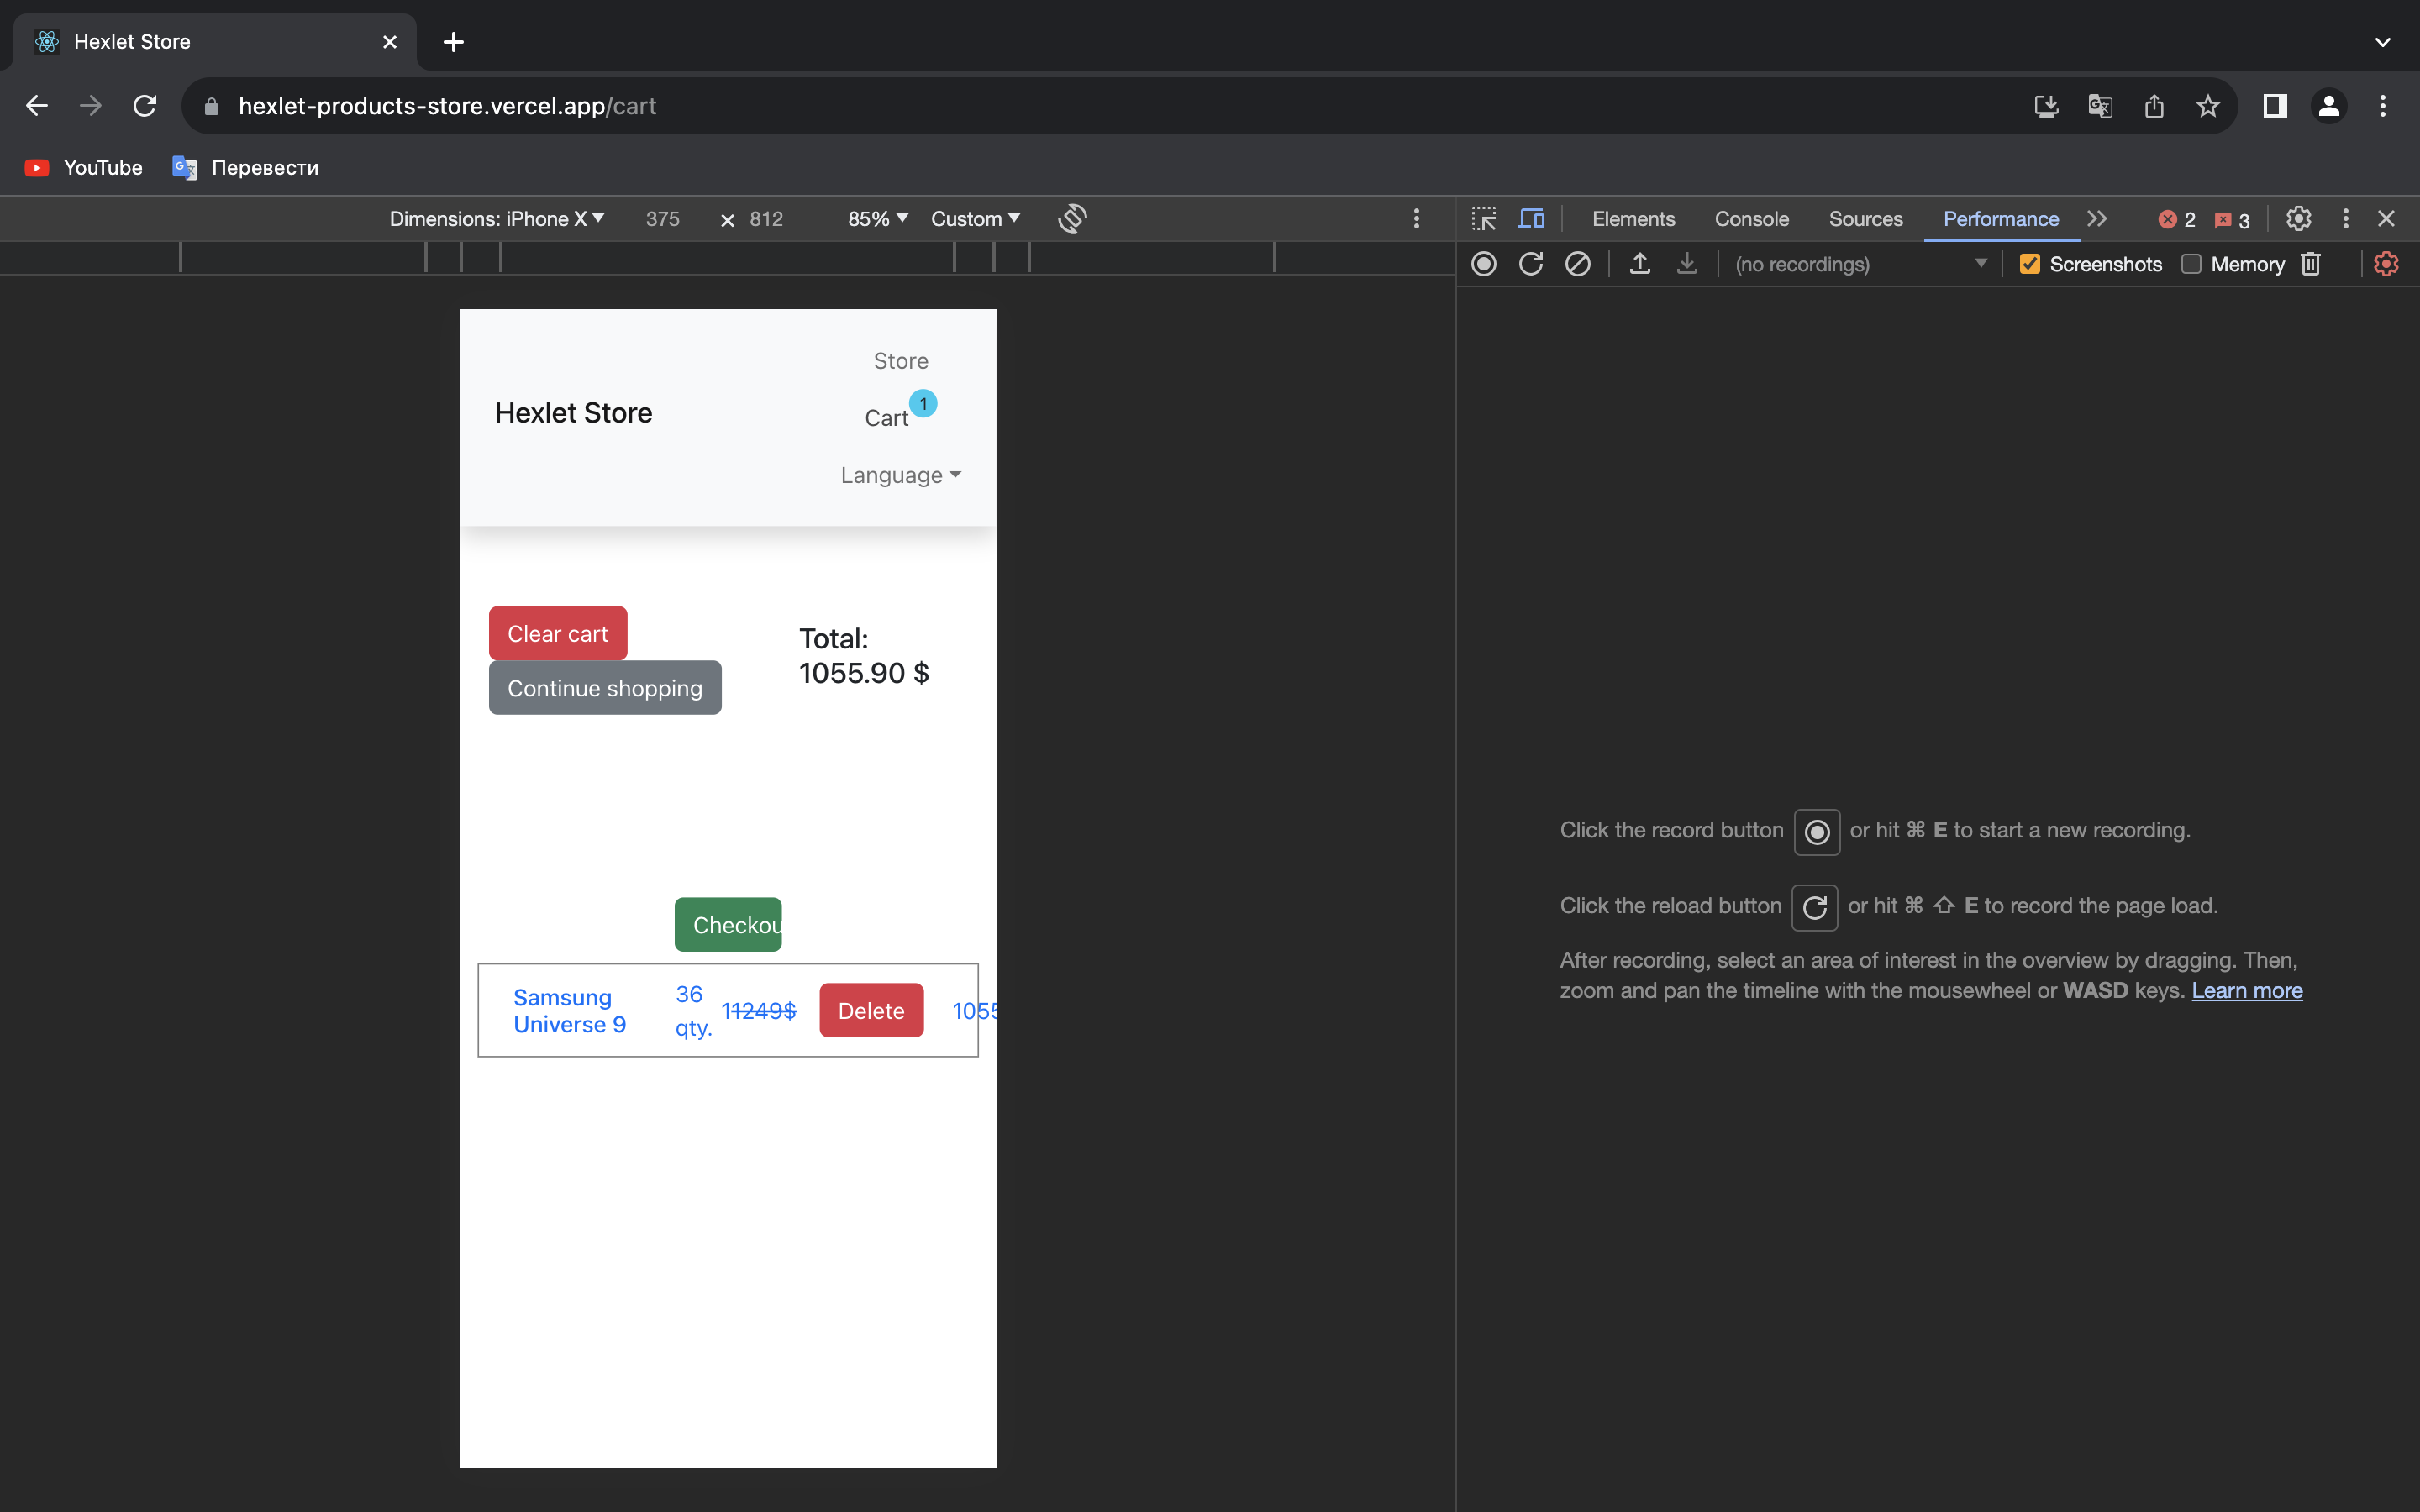 Hexlet Store
hexlet-products-store.vercel.app/cart
YouTube
Перевести
Dimensions: iPhone X 375 × 812 85% Custom
Elements Console Sources Performance 2 3
(no recordings) Screenshots Memory
Store
Hexlet Store
Cart 1
Language
Clear cart
Continue shopping
Total:
1055.90 $
Checkou
Samsung
Universe 9
36
qty.
1 1249$
Delete
1055
Click the record button or hit ⌘ E to start a new recording.
Click the reload button or hit ⌘ ⇧ E to record the page load.
After recording, select an area of interest in the overview by dragging. Then,
zoom and pan the timeline with the mousewheel or WASD keys. Learn more